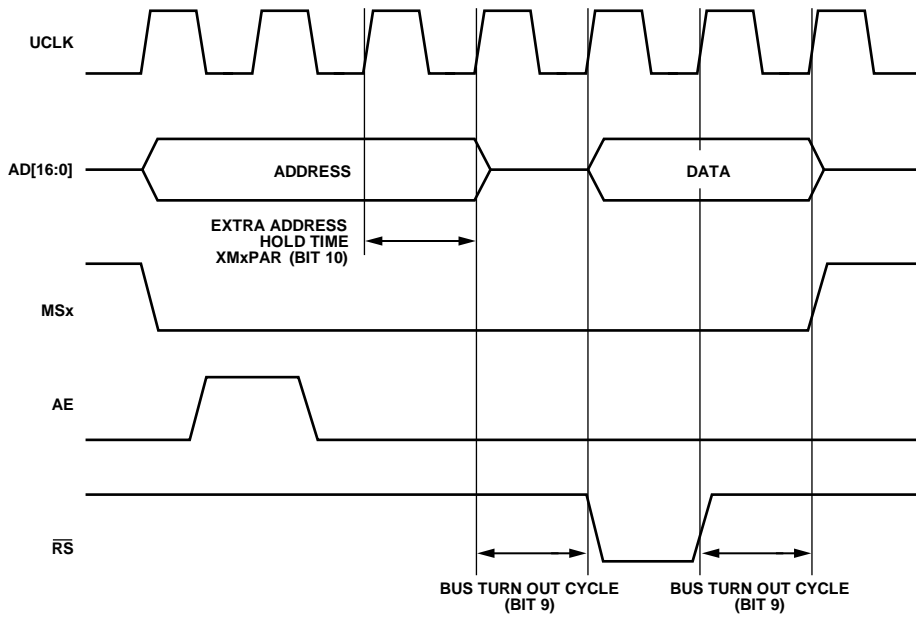 UCLK
AD[16:0]
ADDRESS
DATA
EXTRA ADDRESS
HOLD TIME
XMxPAR (BIT 10)
MSx
AE
RS
BUS TURN OUT CYCLE
(BIT 9)
BUS TURN OUT CYCLE
(BIT 9)